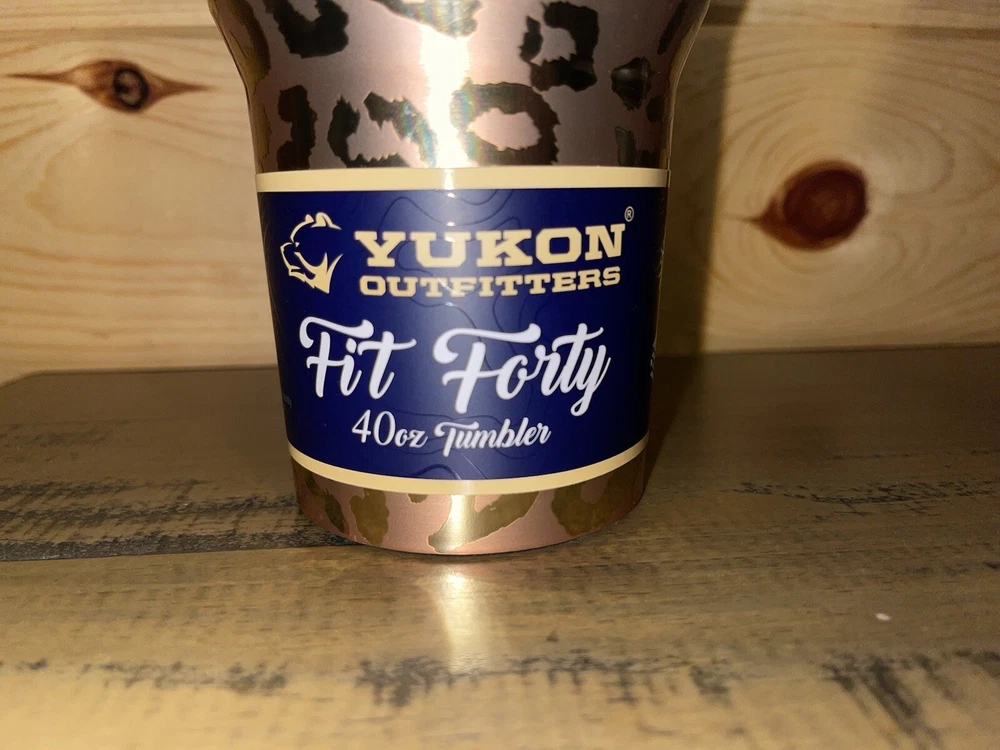 YUKON®
OUTFITTERS
Fit Forty
40oz Tumbler